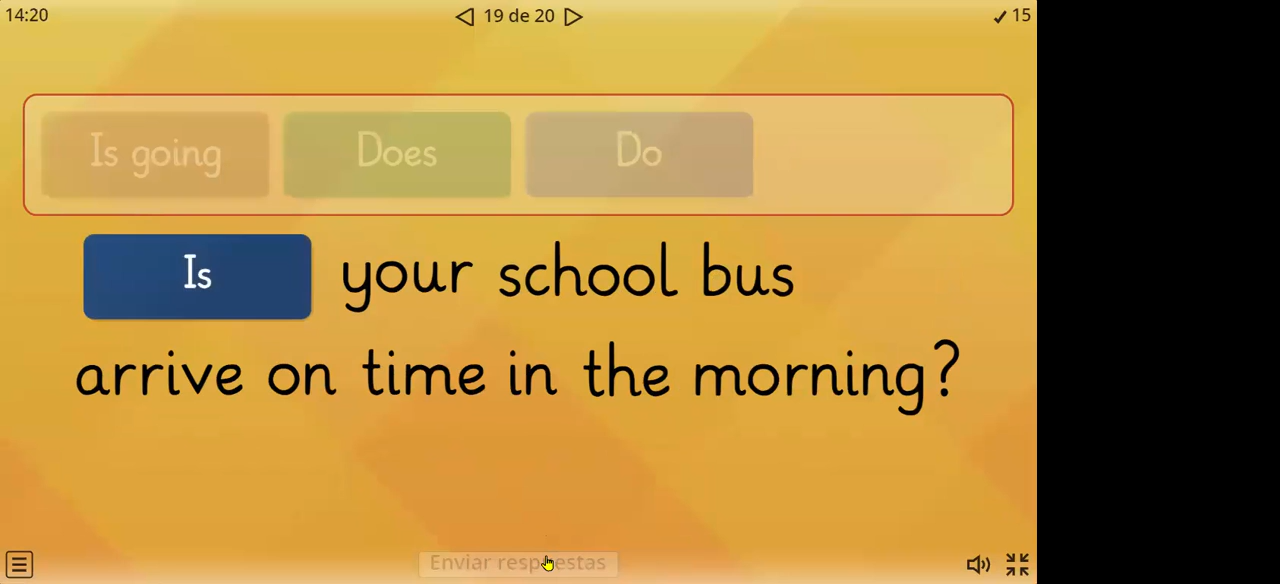 14:20 19 de 20 15
Is going Does Do
Is your school bus
arrive on time in the morning?
Enviar respuestas